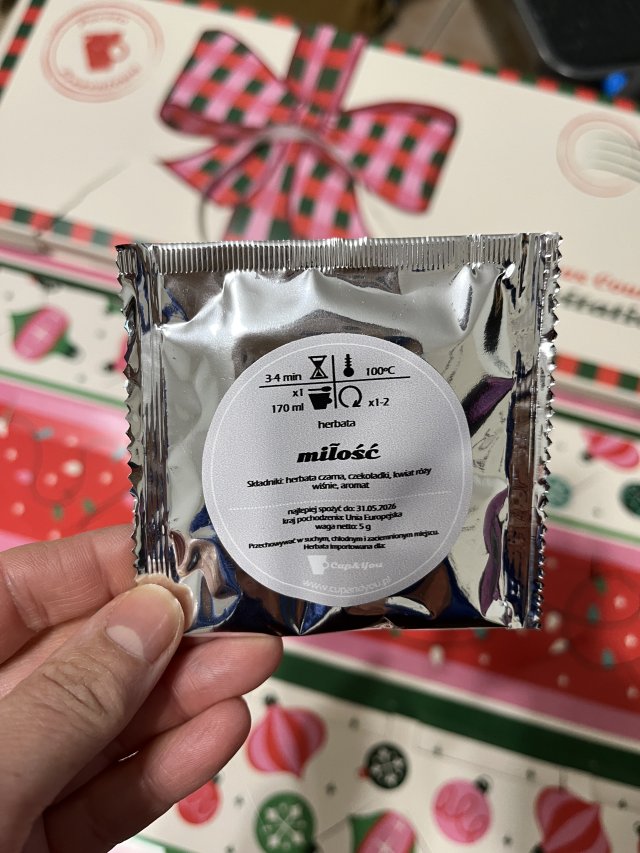 3-4 min 100ºC
x1
170 ml x1-2
herbata
miłość
Składniki: herbata czarna, czekoladki, kwiat róży
wiśnie, aromat
najlepiej spożyć do: 31.05.2026
kraj pochodzenia: Unia Europejska
waga netto: 5 g
Przechowywać w suchym, chłodnym i zaciemnionym miejscu.
Herbata importowana dla:
Cup&You
www.cupandyou.pl